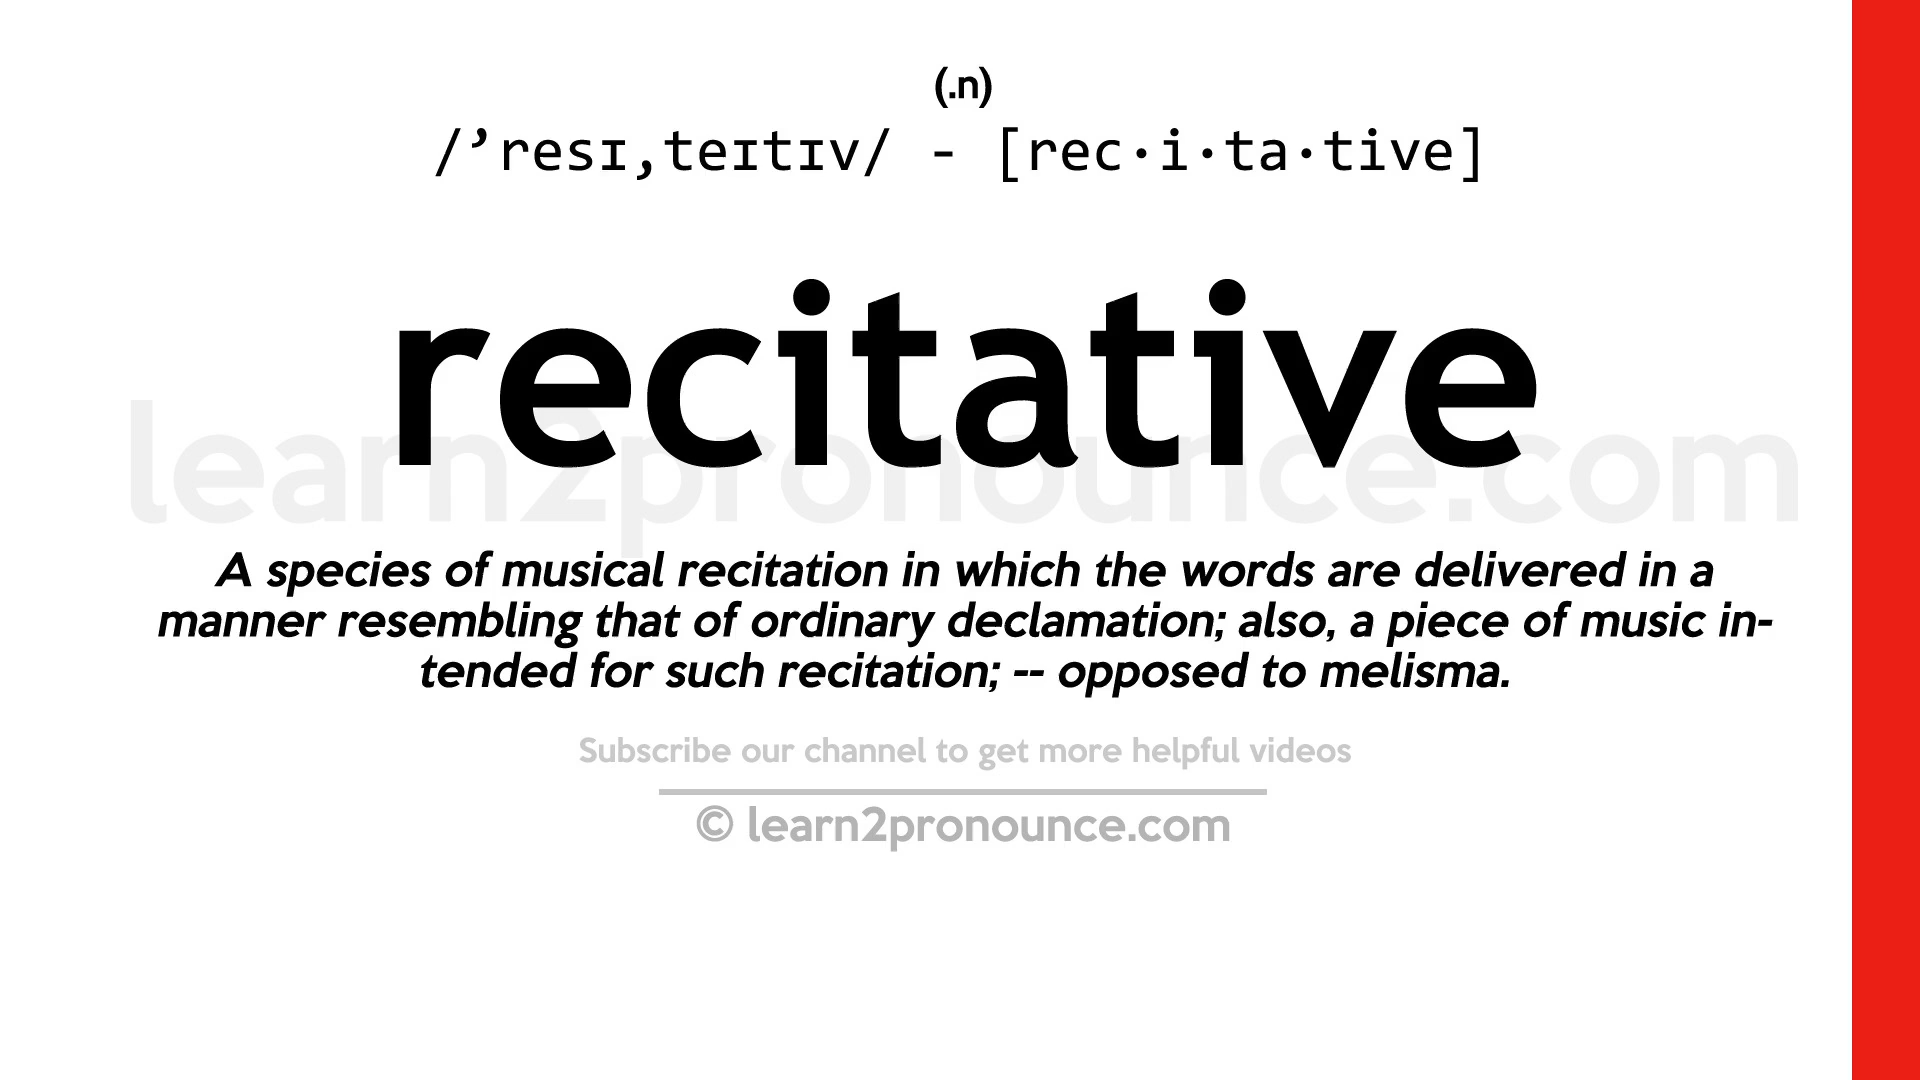 (.n)
/’resɪ,teɪtɪv/ - [rec·i·ta·tive]
recitative
learn2pronounce.com
A species of musical recitation in which the words are delivered in a
manner resembling that of ordinary declamation; also, a piece of music in-
tended for such recitation; -- opposed to melisma.
Subscribe our channel to get more helpful videos
© learn2pronounce.com